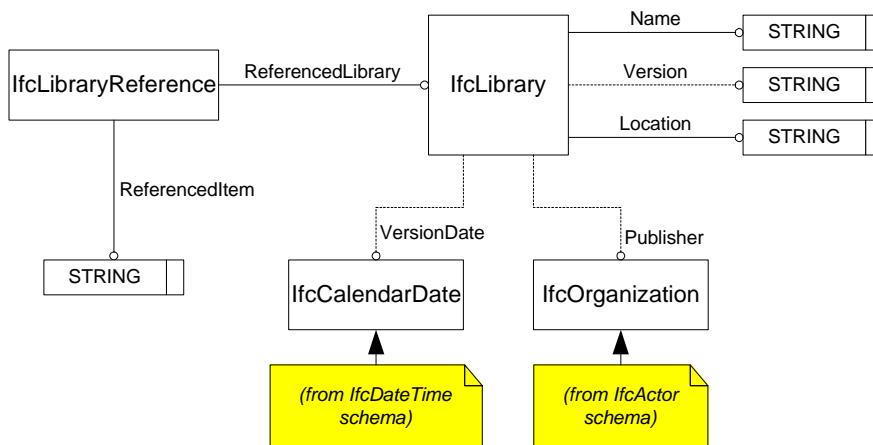 Name
STRING
IfcLibraryReference
ReferencedLibrary
IfcLibrary
Version
STRING
Location
STRING
ReferencedItem
VersionDate
Publisher
STRING
IfcCalendarDate
IfcOrganization
(from IfcDateTime
schema)
(from IfcActor
schema)